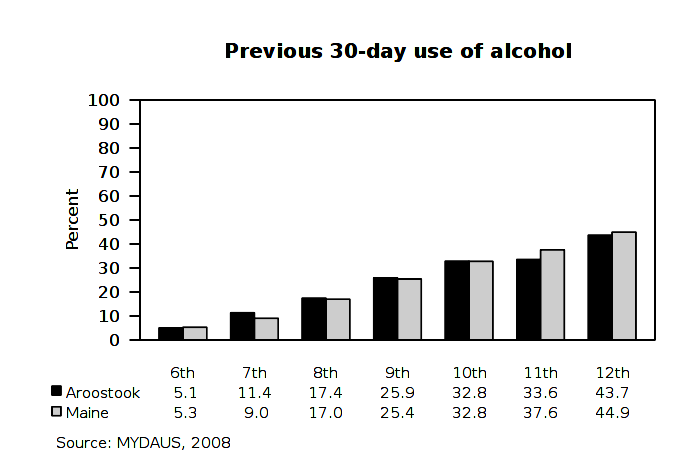 Previous 30-day use of alcohol
100
90
80
70
60
50
40
30
20
10
0
Percent
6th 7th 8th 9th 10th 11th 12th
Aroostook 5.1 11.4 17.4 25.9 32.8 33.6 43.7
Maine 5.3 9.0 17.0 25.4 32.8 37.6 44.9
Source: MYDAUS, 2008